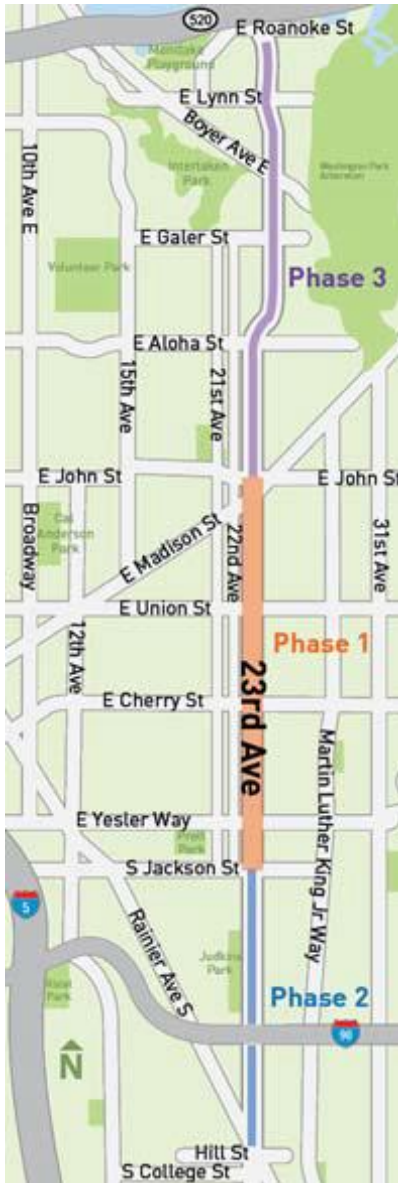 520
E Roanoke St
Montlake
Playground
E Lynn St
Boyer Ave E
10th Ave E
Interlaken
Park
Washington Park
Arboretum
E Galer St
Volunteer Park
Phase 3
E Aloha St
15th Ave
21st Ave
E John St
E John St
Broadway
Cal
Anderson
Park
E Madison St
22nd Ave
31st Ave
E Union St
12th Ave
Phase 1
23rd Ave
E Cherry St
Martin Luther King Jr Way
E Yesler Way
Pratt
Park
S Jackson St
5
Rainier Ave S
Judkins
Park
Phase 2
Park
90
N
Hill St
S College St